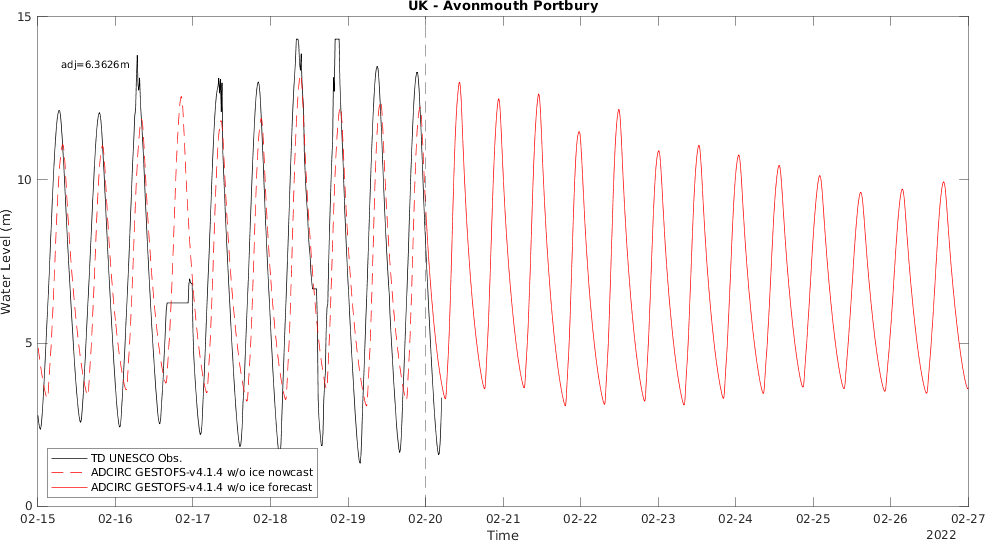 UK - Avonmouth Portbury
adj=6.3626m
15
10
5
0
Water Level (m)
TD UNESCO Obs.
ADCIRC GESTOFS-v4.1.4 w/o ice nowcast
ADCIRC GESTOFS-v4.1.4 w/o ice forecast
02-15 02-16 02-17 02-18 02-19 02-20 02-21 02-22 02-23 02-24 02-25 02-26 02-27
Time
2022